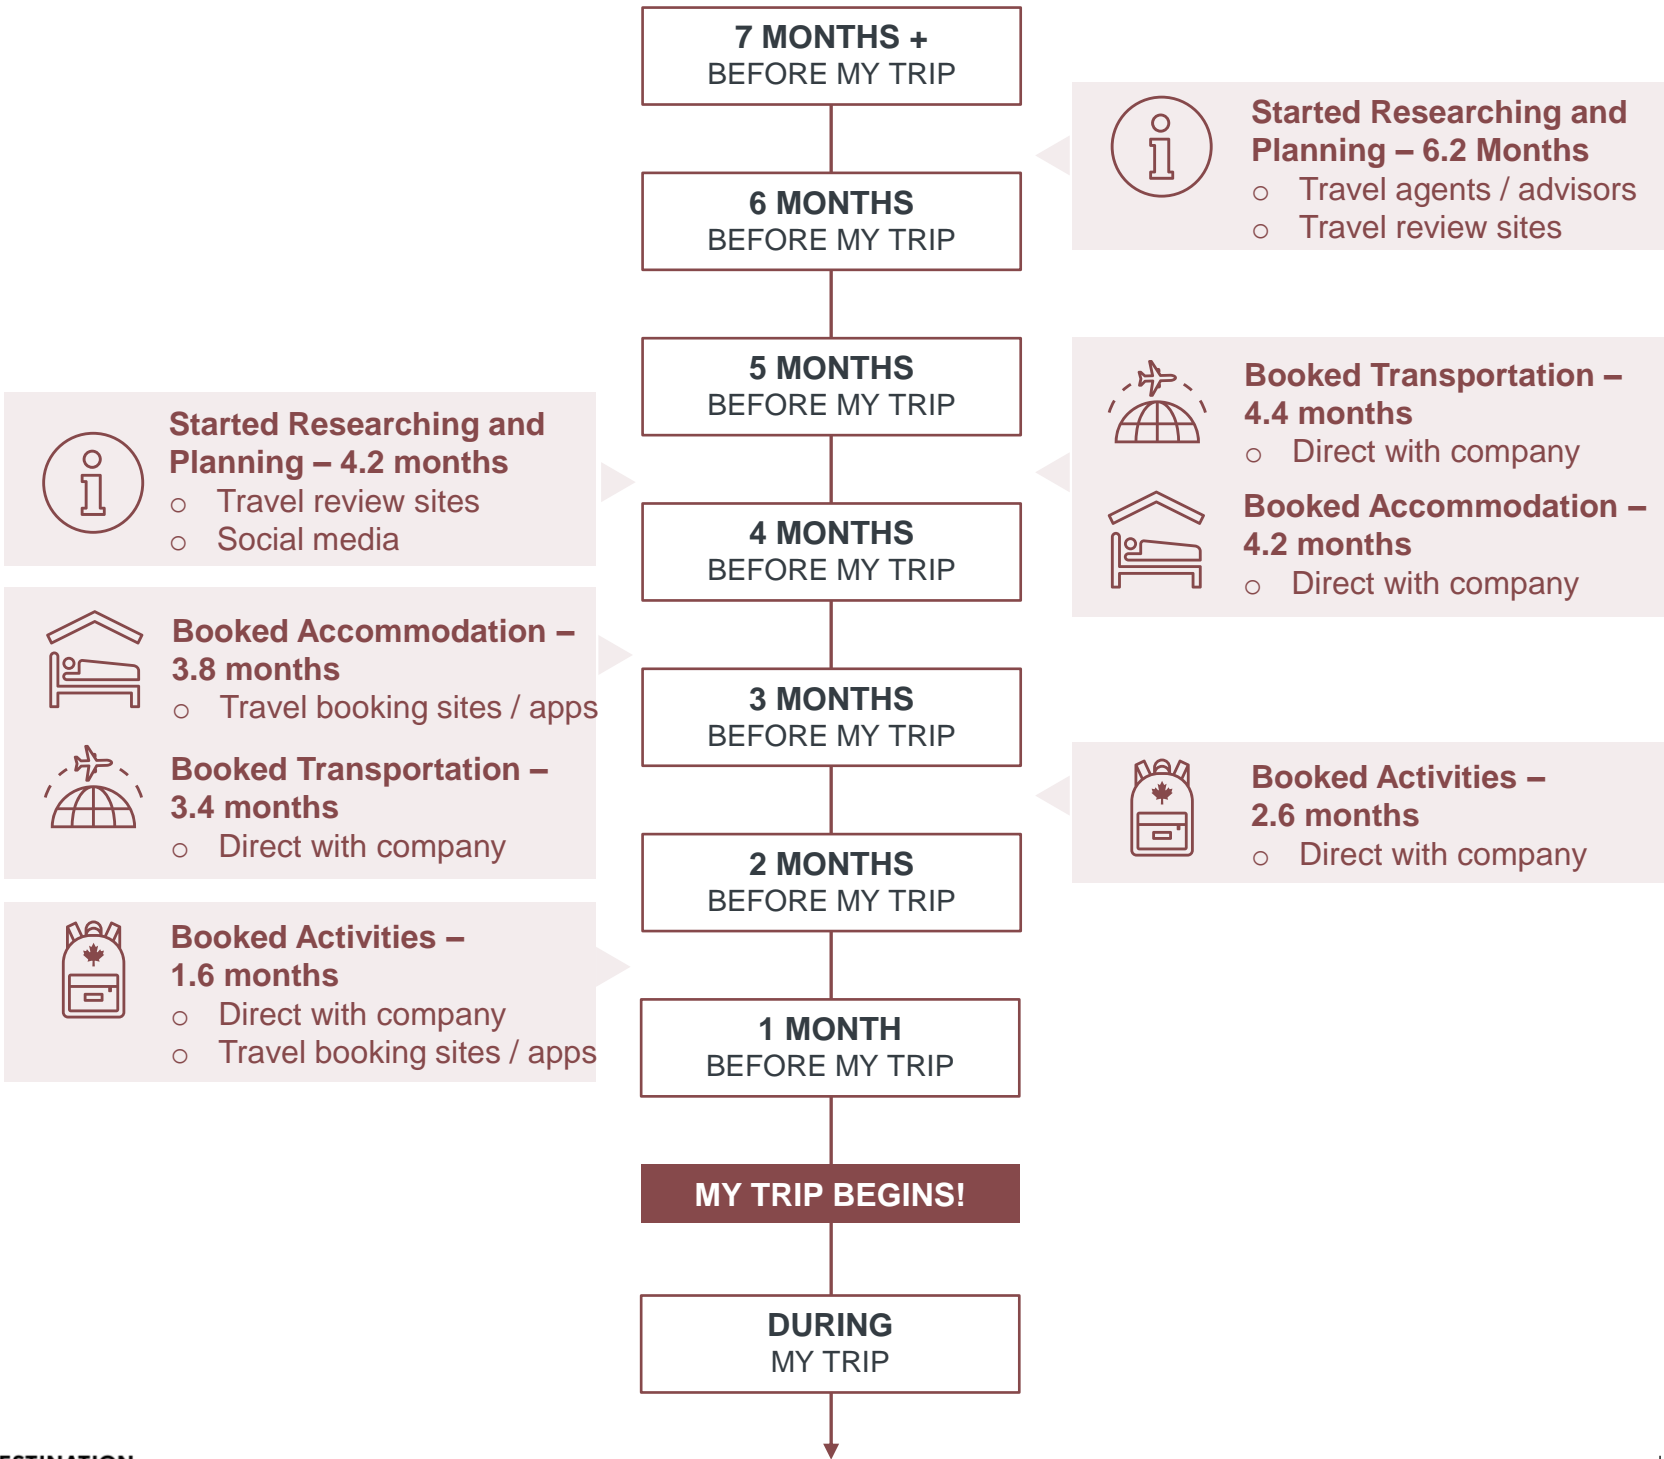 7 MONTHS +
BEFORE MY TRIP
Started Researching and
Planning – 6.2 Months
o Travel agents / advisors
o Travel review sites
6 MONTHS
BEFORE MY TRIP
5 MONTHS
BEFORE MY TRIP
Booked Transportation –
4.4 months
o Direct with company
Booked Accommodation –
4.2 months
o Direct with company
Started Researching and
Planning – 4.2 months
o Travel review sites
o Social media
4 MONTHS
BEFORE MY TRIP
Booked Accommodation –
3.8 months
o Travel booking sites / apps
Booked Transportation –
3.4 months
o Direct with company
3 MONTHS
BEFORE MY TRIP
Booked Activities –
2.6 months
o Direct with company
2 MONTHS
BEFORE MY TRIP
Booked Activities –
1.6 months
o Direct with company
o Travel booking sites / apps
1 MONTH
BEFORE MY TRIP
MY TRIP BEGINS!
DURING
MY TRIP